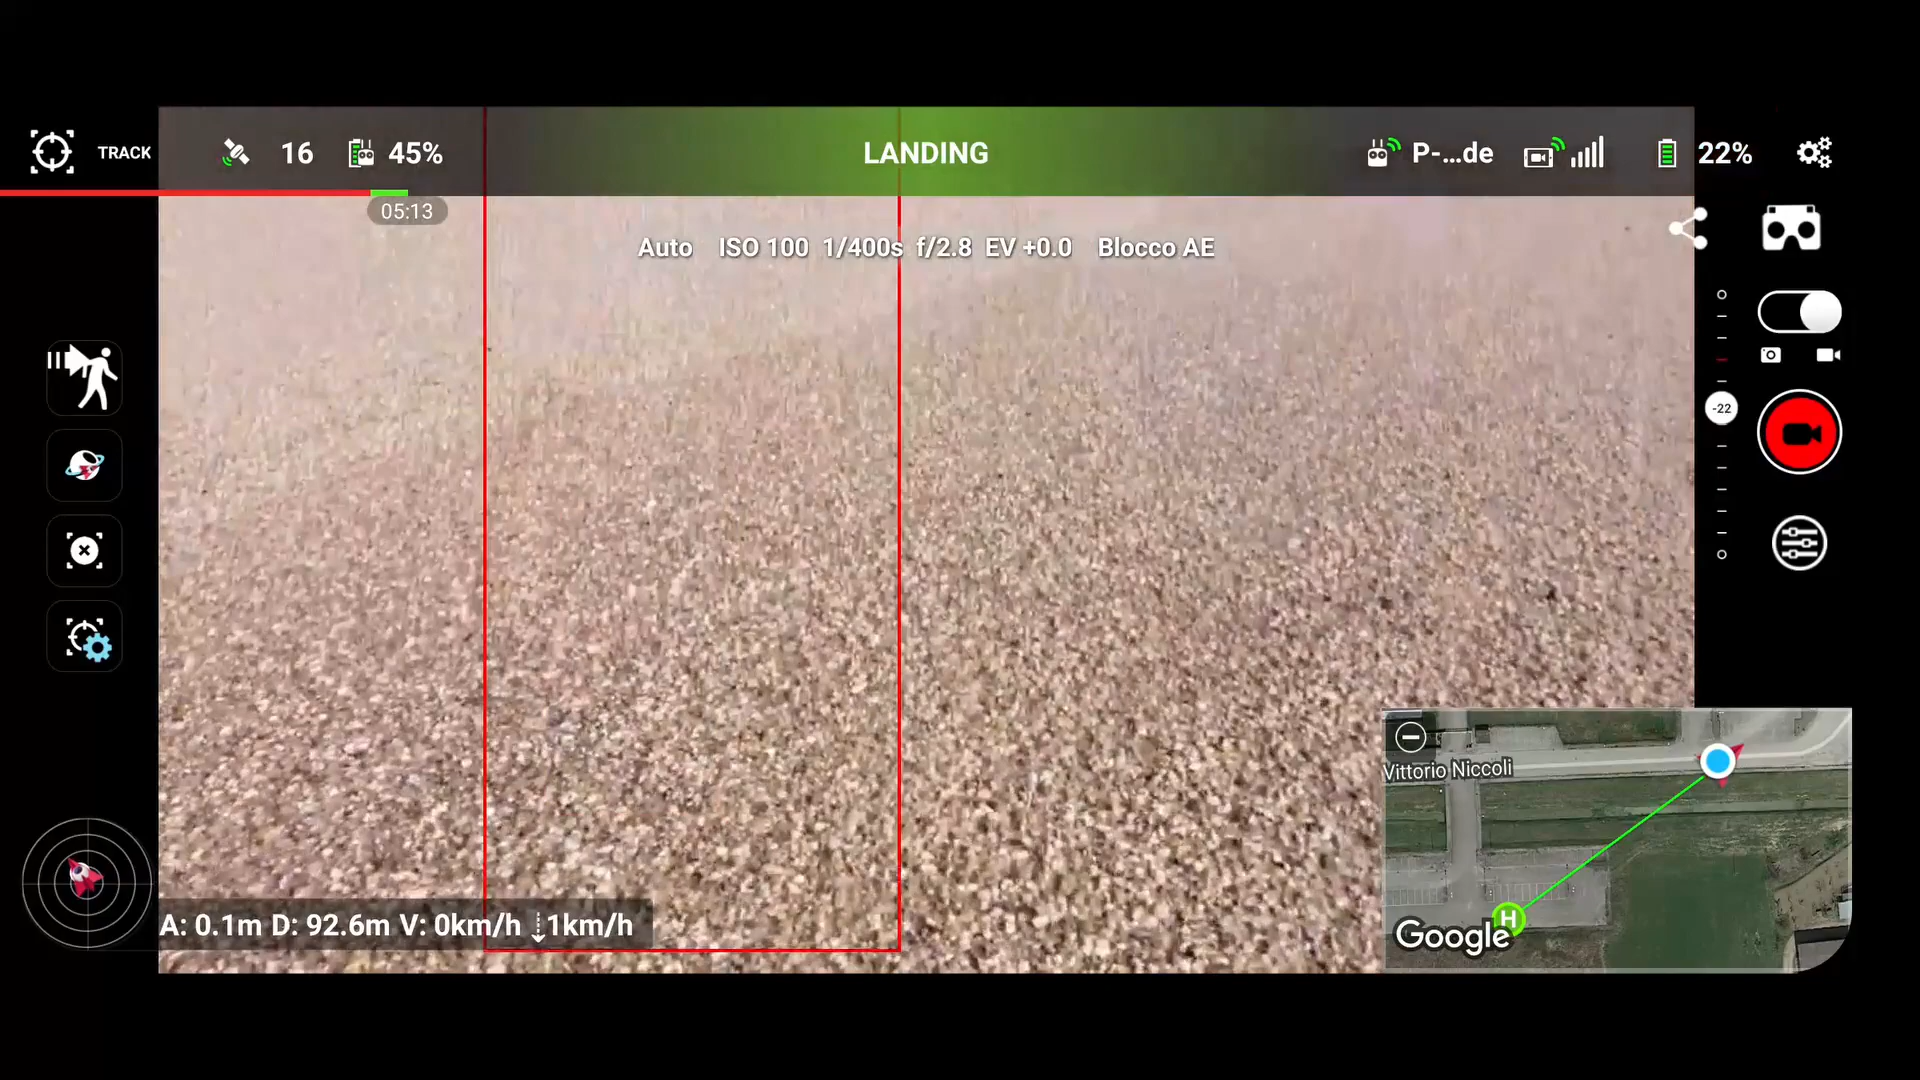 TRACK
16
45%
LANDING
P-...de
22%
05:13
Auto ISO 100 1/400s f/2.8 EV +0.0 Blocco AE
-22
Vittorio Niccoli
H
Google
A: 0.1m D: 92.6m V: 0km/h 1km/h